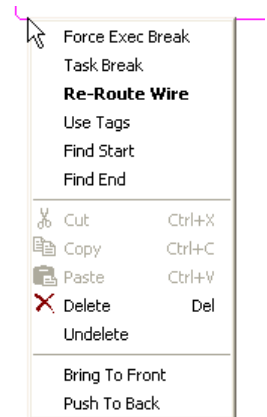 Force Exec Break
Task Break
Re-Route Wire
Use Tags
Find Start
Find End
Cut Ctrl+X
Copy Ctrl+C
Paste Ctrl+V
Delete Del
Undelete
Bring To Front
Push To Back